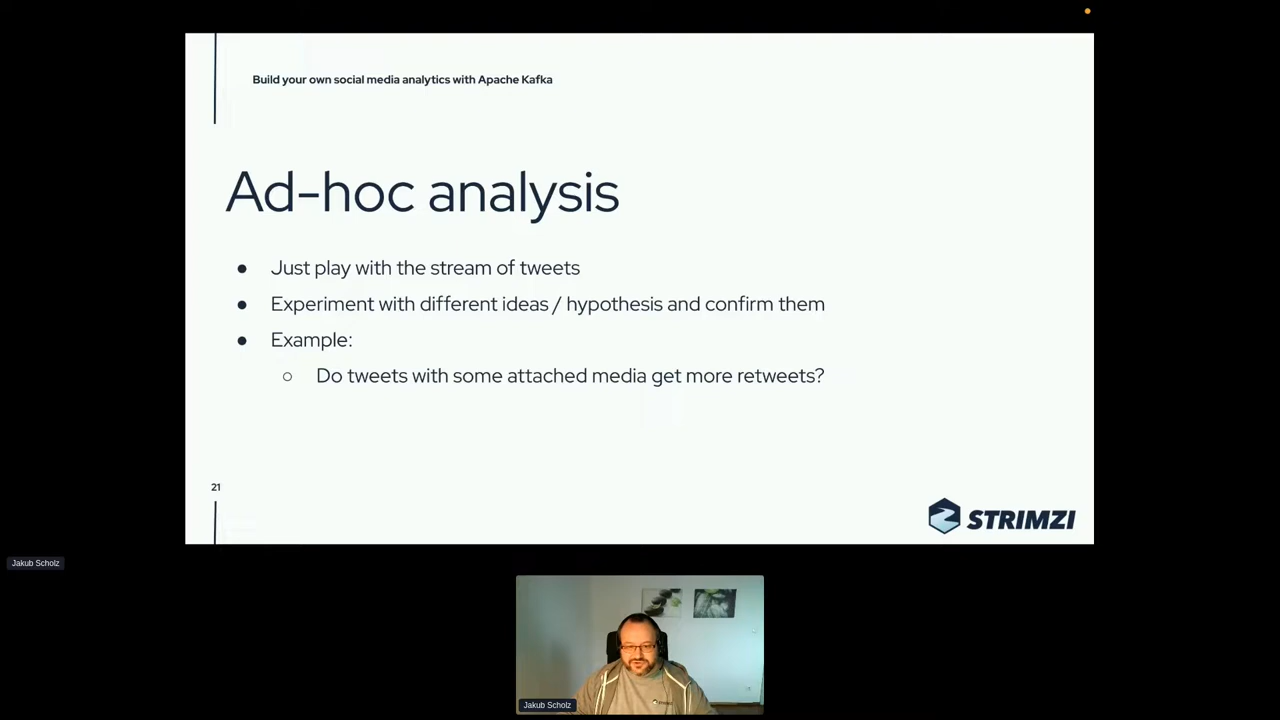 Build your own social media analytics with Apache Kafka
Ad-hoc analysis
● Just play with the stream of tweets
● Experiment with different ideas / hypothesis and confirm them
● Example:
○ Do tweets with some attached media get more retweets?
21
STRIMZI
Jakub Scholz
Jakub Scholz